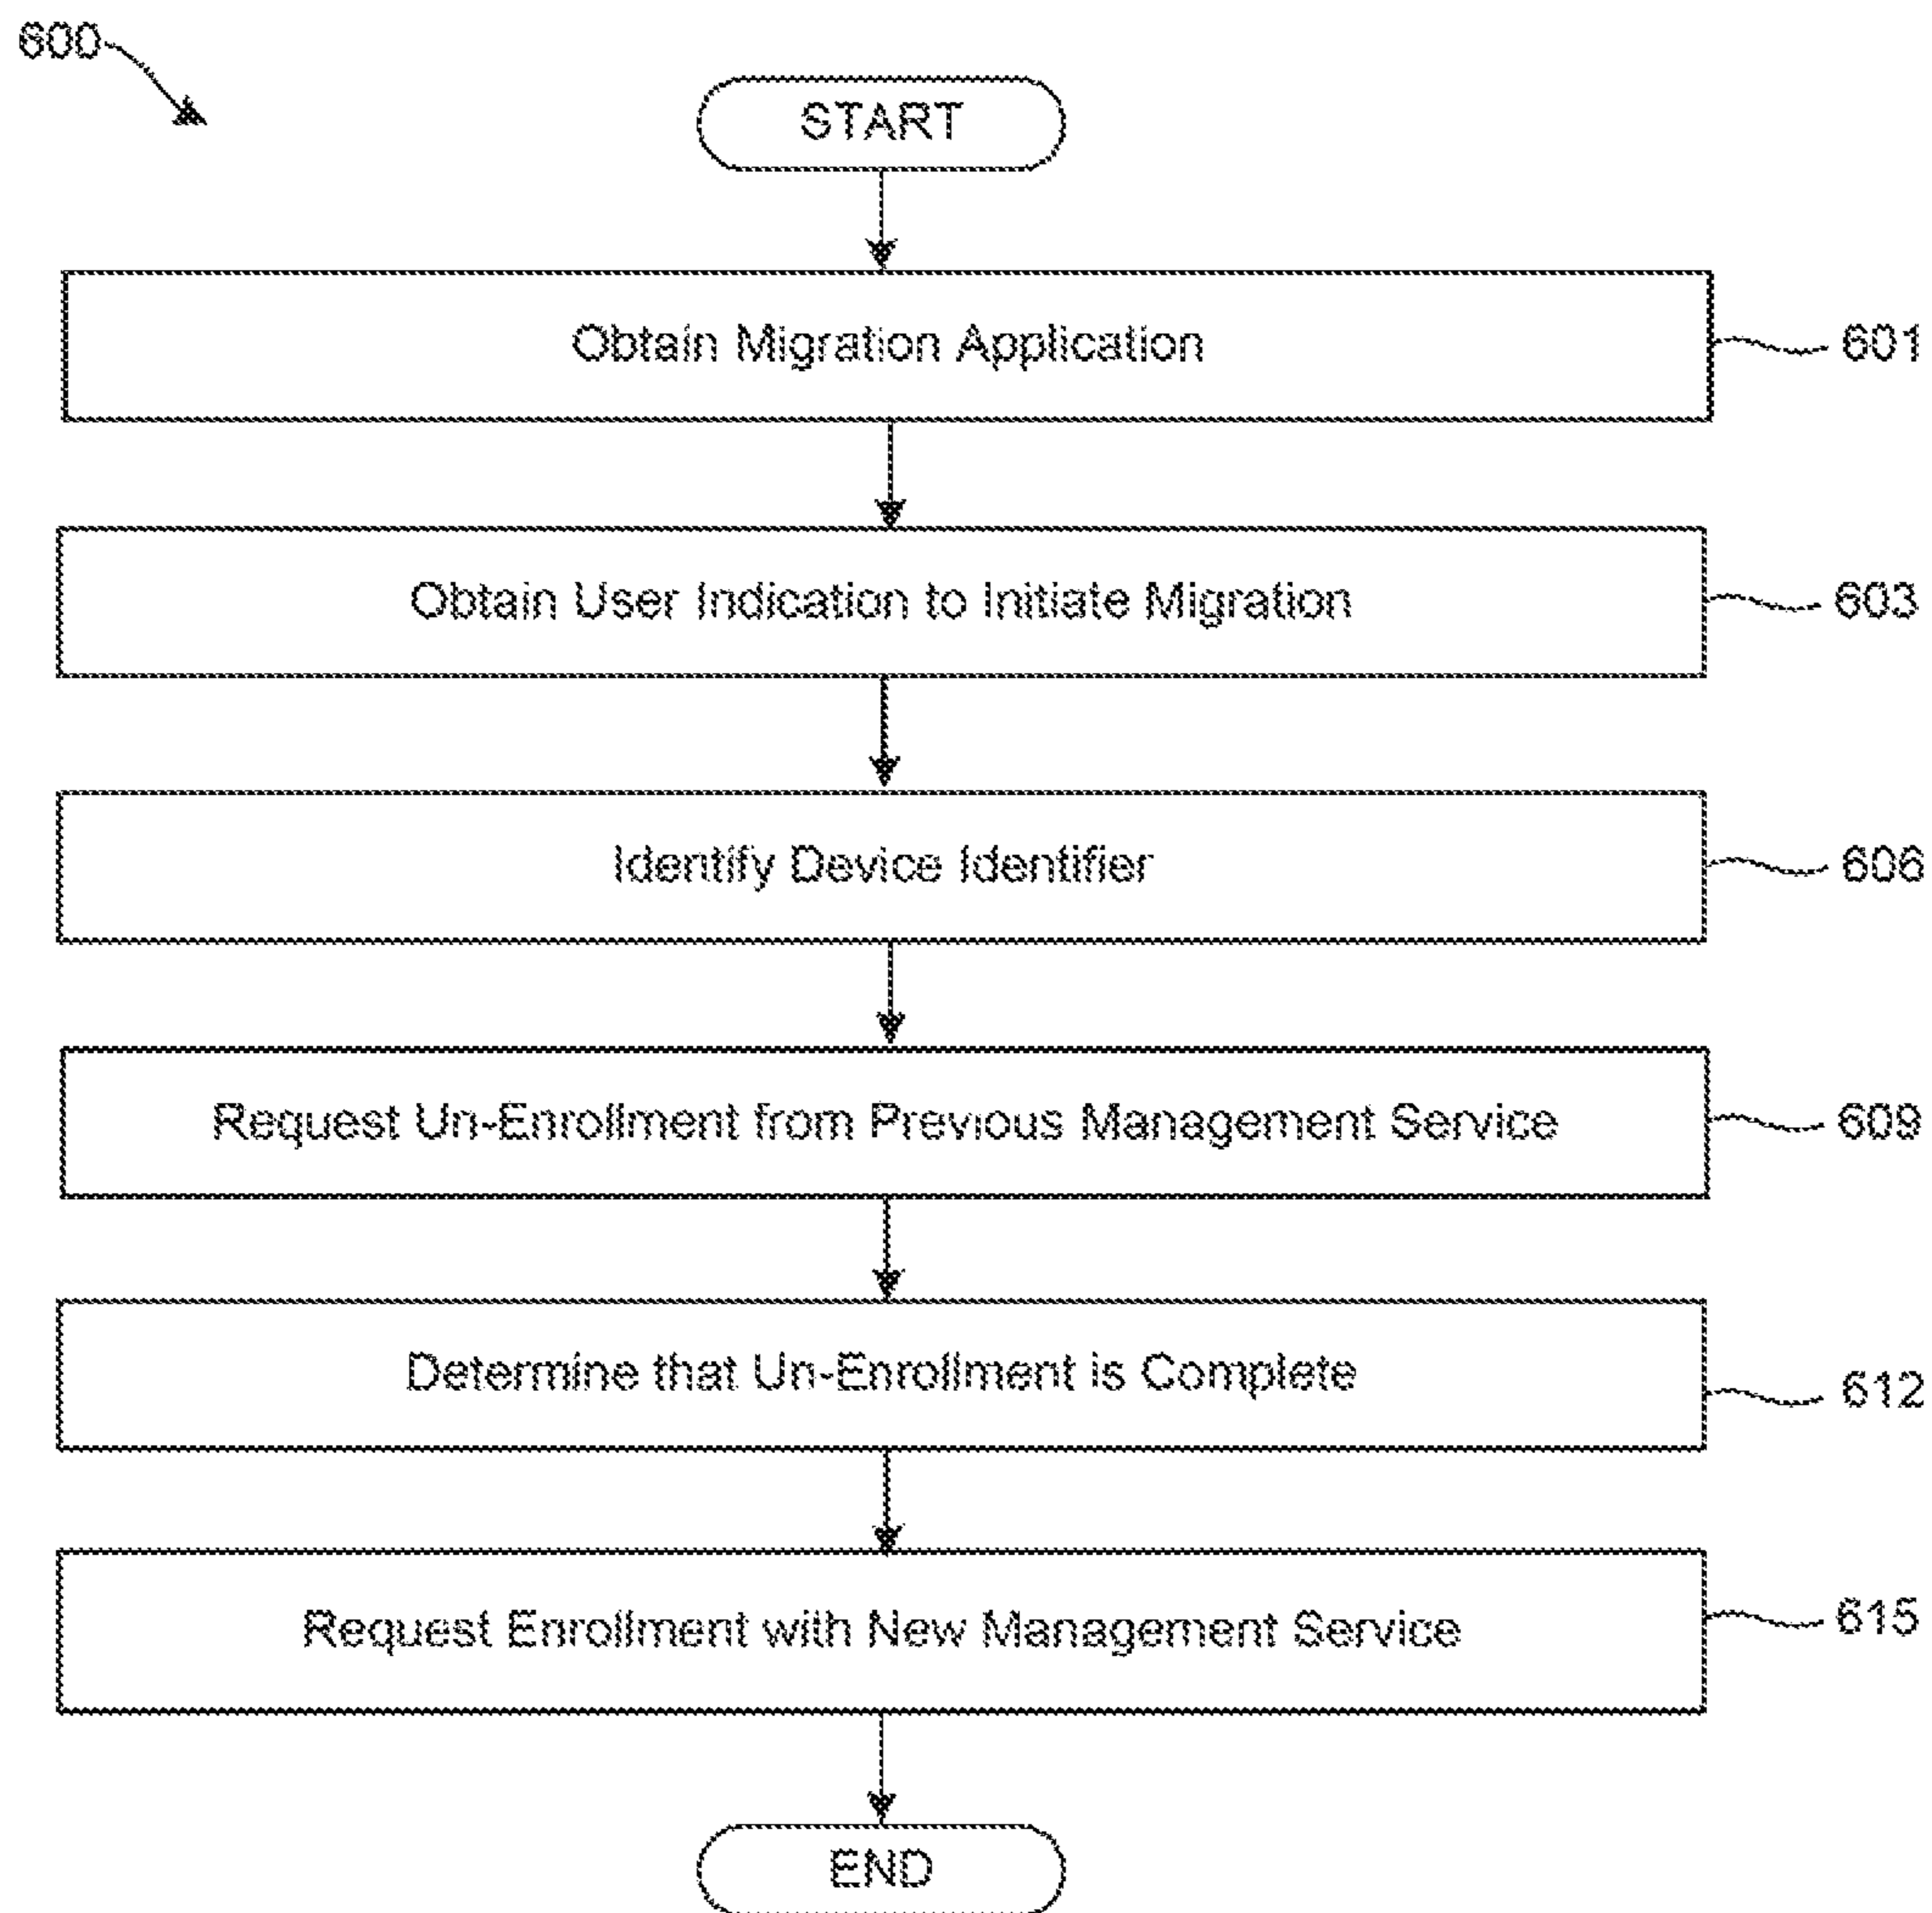 600
START
Obtain Migration Application
601
Obtain User Indication to Initiate Migration
603
Identify Device Identifier
606
Request Un-Enrollment from Previous Management Service
609
Determine that Un-Enrollment is Complete
612
Request Enrollment with New Management Service
615
END